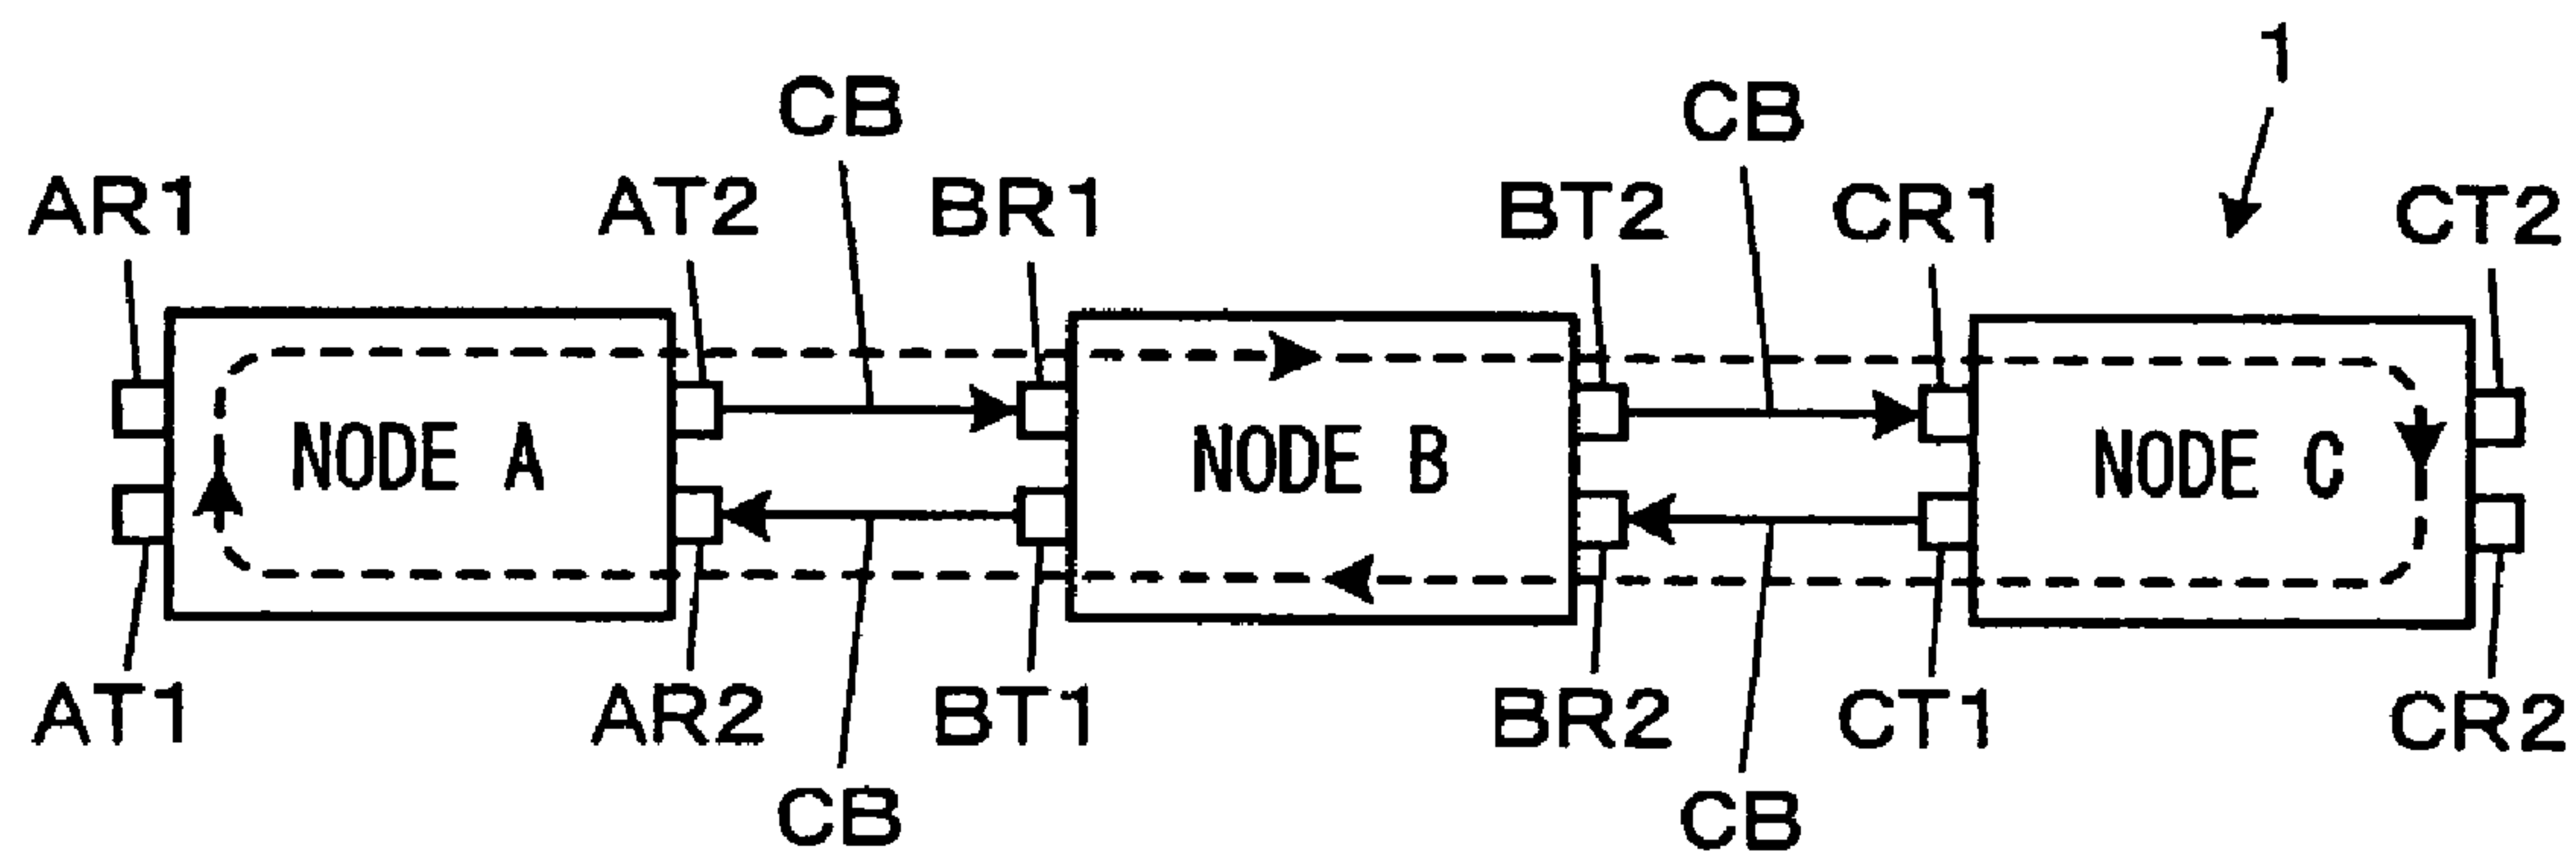 1
CB CB
AR1 AT2 BR1 BT2 CR1 CT2
NODE A NODE B NODE C
AT1 AR2 BT1 BR2 CT1 CR2
CB CB